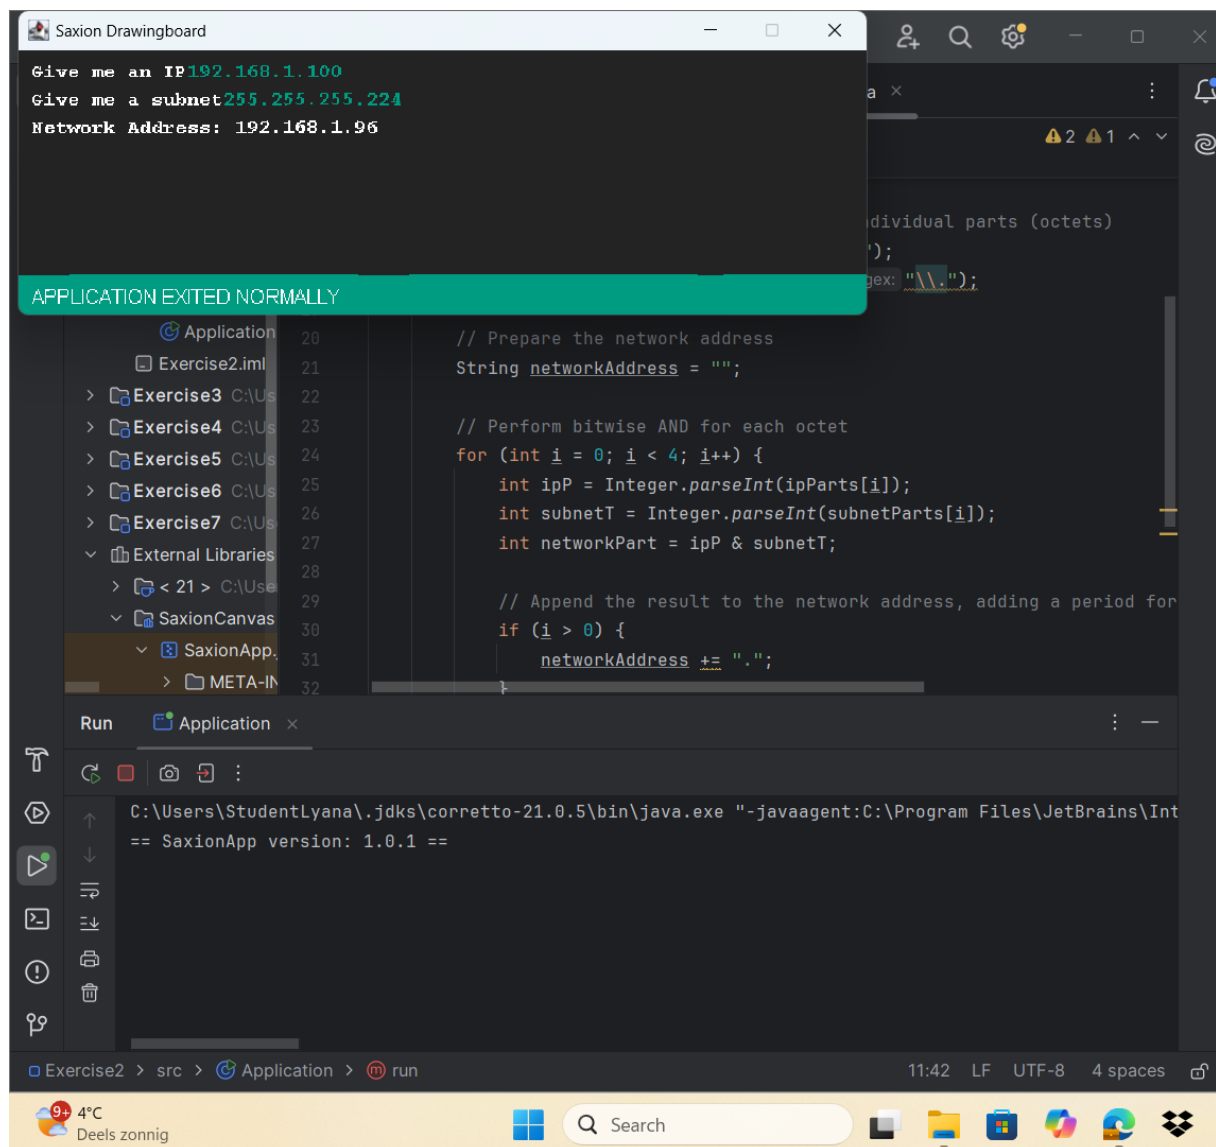 Saxion Drawingboard
Give me an IP192.168.1.100
Give me a subnet255.255.255.224
Network Address: 192.168.1.96
APPLICATION EXITED NORMALLY
a
2 1
dividual parts (octets)
");
gex: "\\.");
Application
Exercise2.iml
Exercise3 C:\Us
Exercise4 C:\Us
Exercise5 C:\Us
Exercise6 C:\Us
Exercise7 C:\Us
External Libraries
< 21 > C:\Use
SaxionCanvas
SaxionApp.
META-IN
20 // Prepare the network address
21 String networkAddress = "";
22
23 // Perform bitwise AND for each octet
24 for (int i = 0; i < 4; i++) {
25 int ipP = Integer.parseInt(ipParts[i]);
26 int subnetT = Integer.parseInt(subnetParts[i]);
27 int networkPart = ipP & subnetT;
28
29 // Append the result to the network address, adding a period for
30 if (i > 0) {
31 networkAddress += ".";
32 }
Run Application
C:\Users\StudentLyana\.jdks\corretto-21.0.5\bin\java.exe "-javaagent:C:\Program Files\JetBrains\Int
== SaxionApp version: 1.0.1 ==
Exercise2 > src > Application > run
11:42 LF UTF-8 4 spaces
9+ 4°C
Deels zonnig
Search